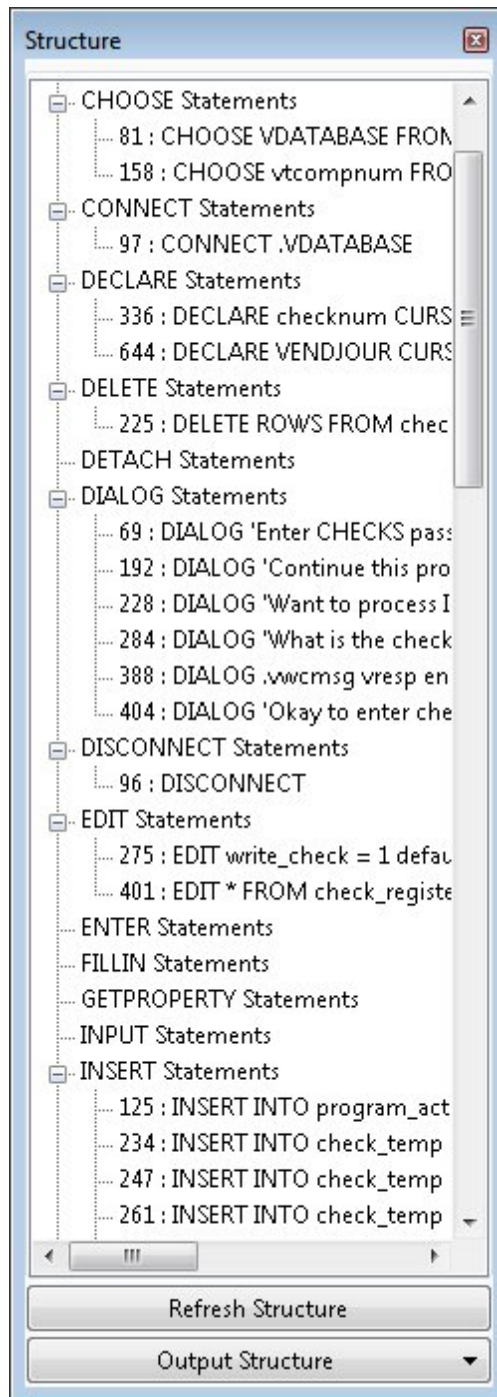 Structure
CHOOSE Statements
81 : CHOOSE VDATABASE FROM
158 : CHOOSE vtcompnum FRO
CONNECT Statements
97 : CONNECT .VDATABASE
DECLARE Statements
336 : DECLARE checknum CURS
644 : DECLARE VENDJOUR CURS
DELETE Statements
225 : DELETE ROWS FROM chec
DETACH Statements
DIALOG Statements
69 : DIALOG 'Enter CHECKS pass
192 : DIALOG 'Continue this pro
228 : DIALOG 'Want to process I
284 : DIALOG 'What is the check
388 : DIALOG .vwcmsg vresp en
404 : DIALOG 'Okay to enter che
DISCONNECT Statements
96 : DISCONNECT
EDIT Statements
275 : EDIT write_check = 1 defau
401 : EDIT * FROM check_registe
ENTER Statements
FILLIN Statements
GETPROPERTY Statements
INPUT Statements
INSERT Statements
125 : INSERT INTO program_act
234 : INSERT INTO check_temp
247 : INSERT INTO check_temp
261 : INSERT INTO check_temp
Refresh Structure
Output Structure